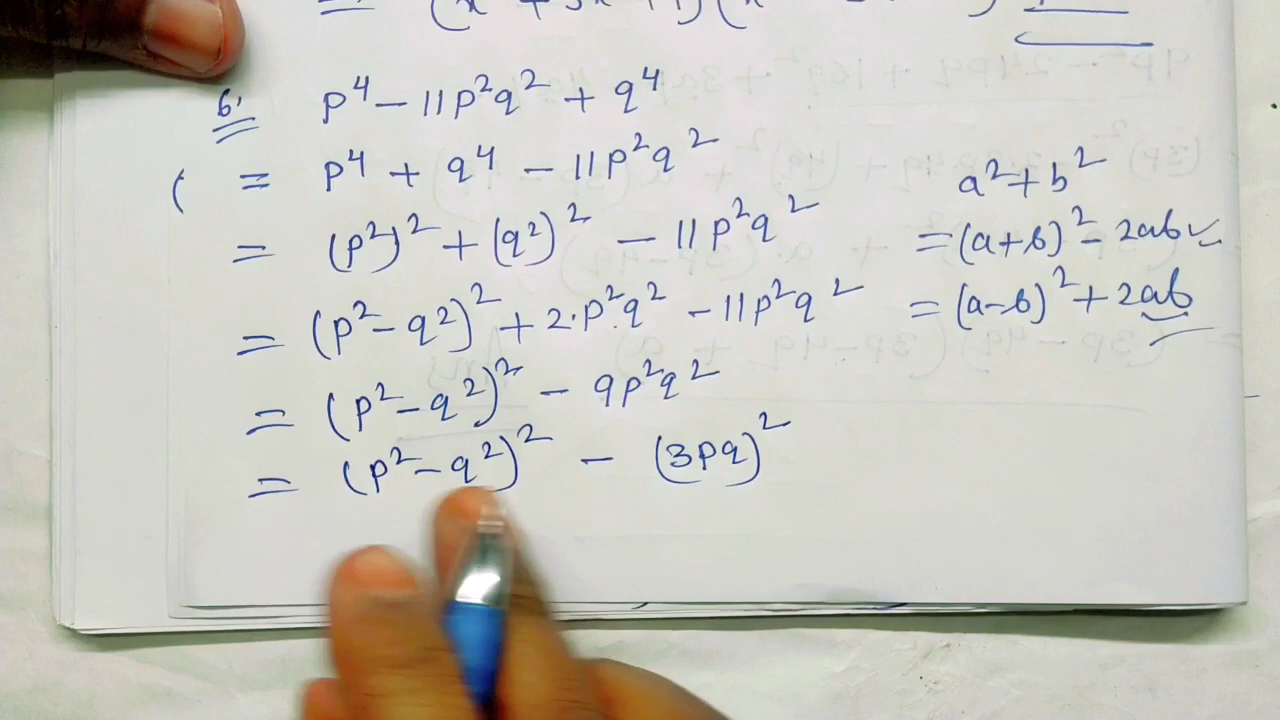 6. p⁴ - 11p²q² + q⁴
= p⁴ + q⁴ - 11p²q²
= (p²)² + (q²)² - 11p²q²
= (p² - q²)² + 2·p²q² - 11p²q²
= (p² - q²)² - 9p²q²
= (p² - q²)² - (3pq)²
a² + b²
= (a+b)² - 2ab
= (a-b)² + 2ab